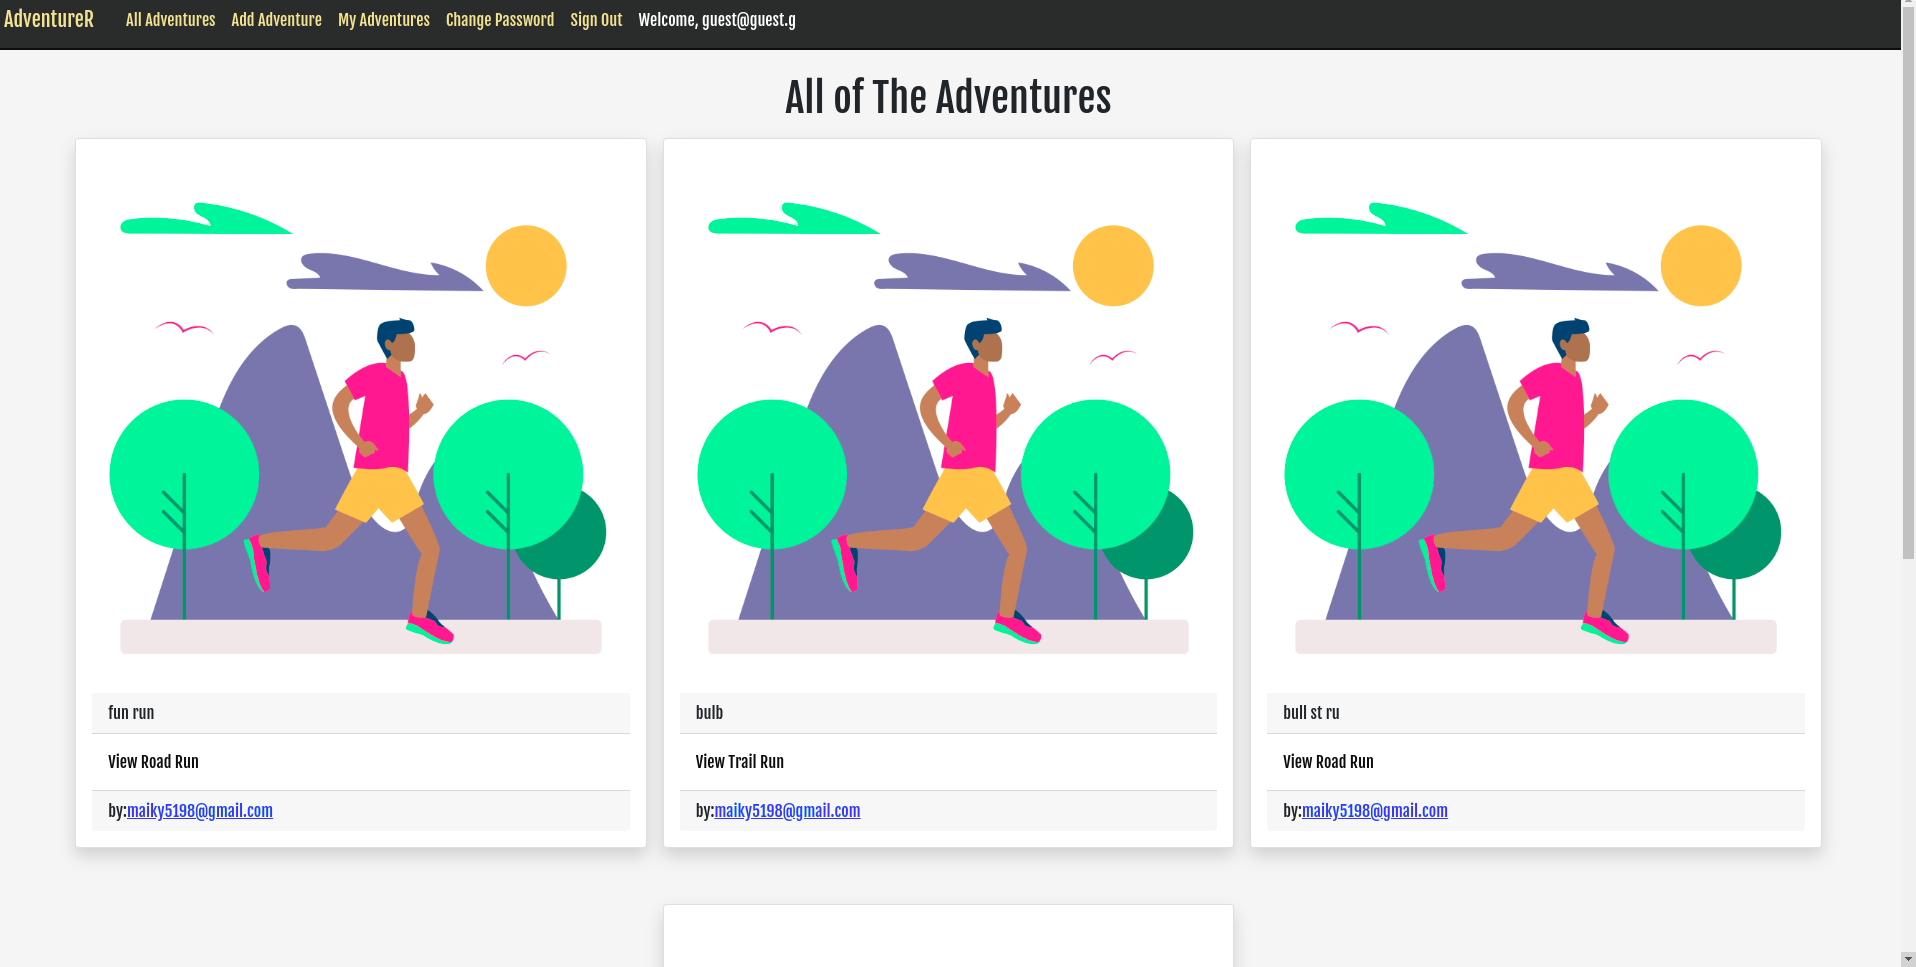 AdventureR All Adventures Add Adventure My Adventures Change Password Sign Out Welcome, guest@guest.g
All of The Adventures
fun run
View Road Run
by:maiky5198@gmail.com
bulb
View Trail Run
by:maiky5198@gmail.com
bull st ru
View Road Run
by:maiky5198@gmail.com